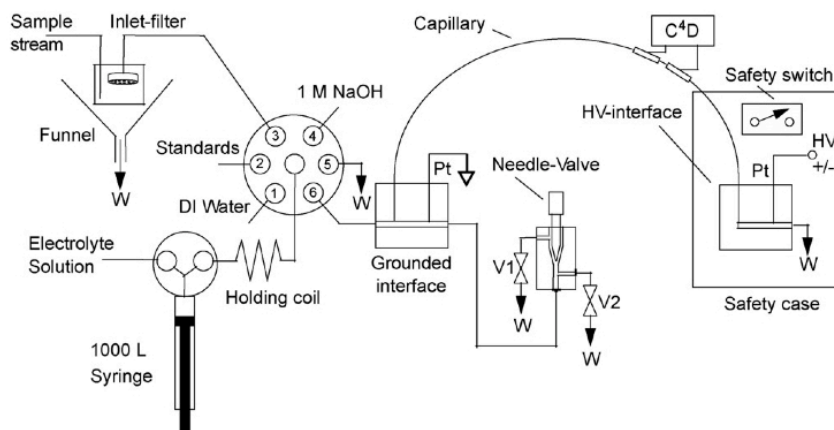 Sample
stream
Inlet-filter
Funnel
W
Standards
1 M NaOH
3
4
2
5
1
6
W
DI Water
Electrolyte
Solution
Holding coil
1000 L
Syringe
Capillary
C⁴D
Pt
Grounded
interface
Needle-Valve
V1
W
V2
W
HV-interface
Safety switch
HV
+/–
Pt
W
Safety case